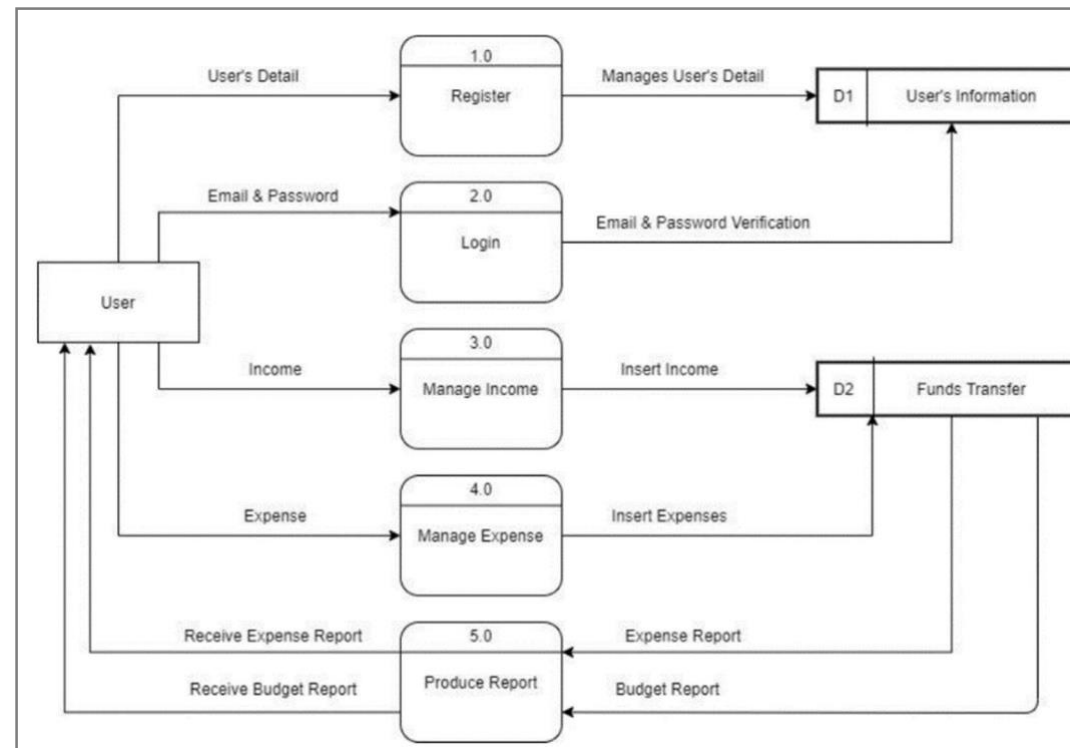 1.0
User's Detail
Register
Manages User's Detail
D1
User's Information
2.0
Email & Password
Login
Email & Password Verification
User
3.0
Income
Manage Income
Insert Income
D2
Funds Transfer
4.0
Expense
Manage Expense
Insert Expenses
5.0
Receive Expense Report
Expense Report
Produce Report
Receive Budget Report
Budget Report